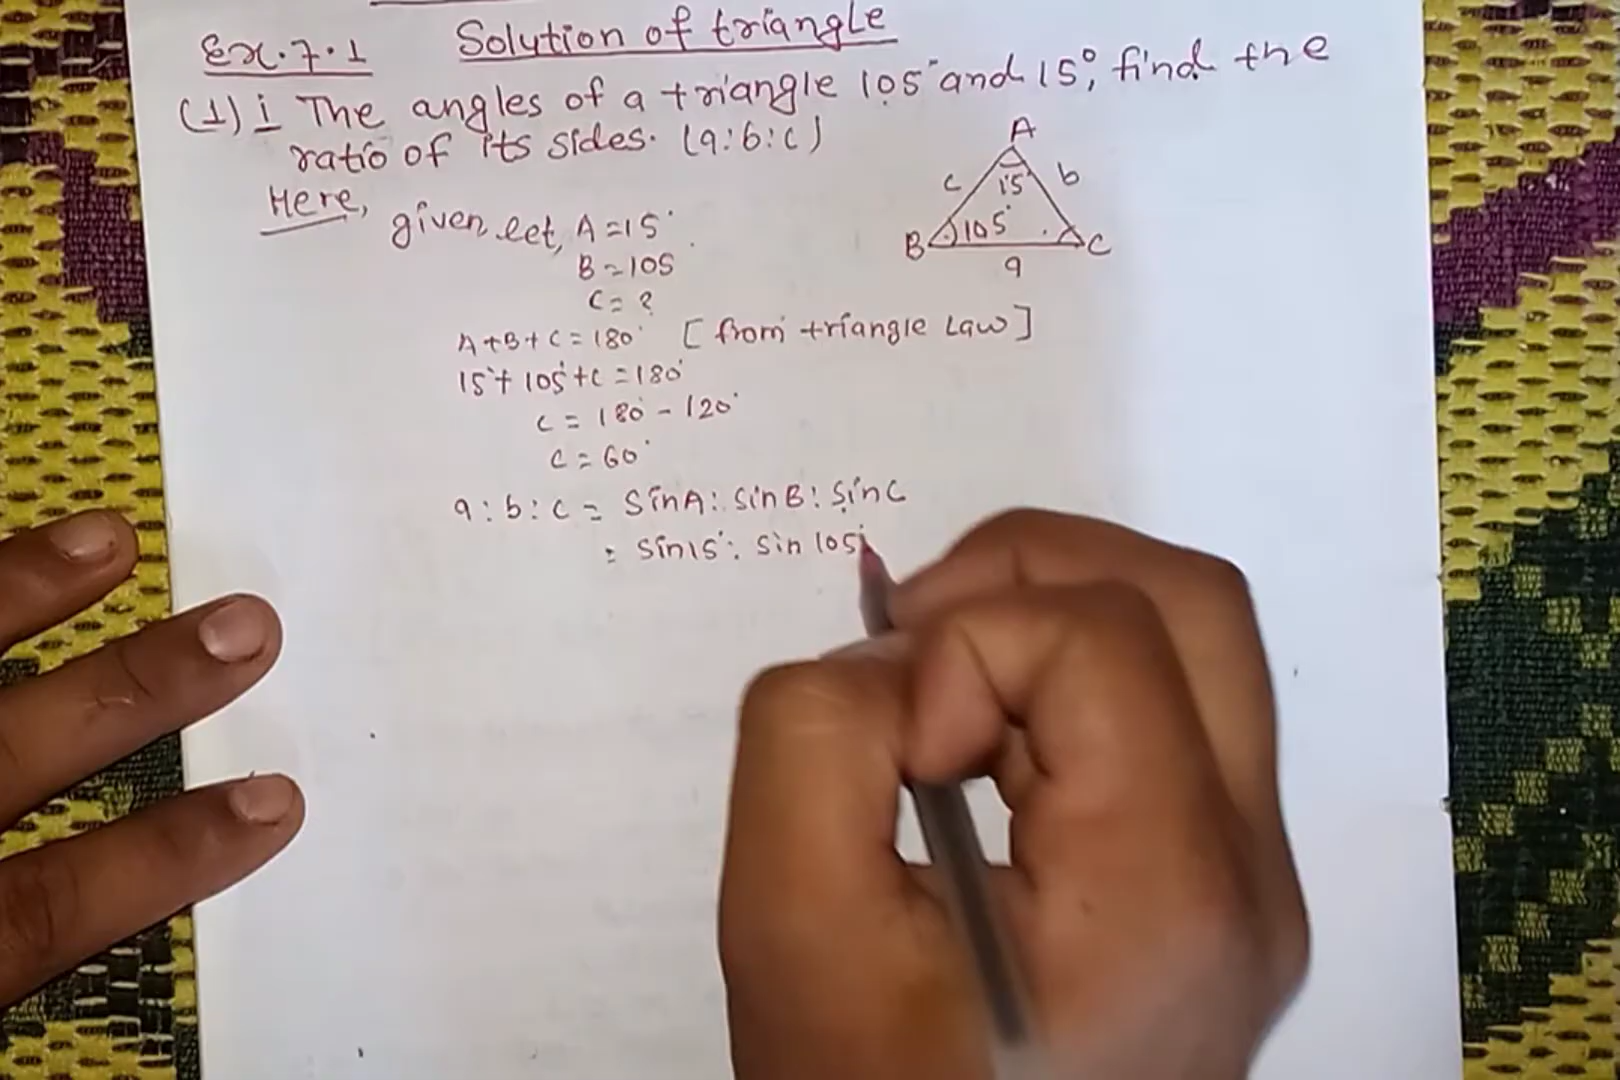 Ex.7.1 Solution of triangle
(1) i The angles of a triangle 105° and 15°, find the
ratio of its sides. (a:b:c)
Here,
given, let, A = 15°
B = 105
C = ?
A + B + C = 180° [from triangle Law]
15° + 105° + C = 180°
C = 180° - 120°
C = 60°
a : b : c = SinA : SinB : SinC
= Sin15° : Sin 105°
A
c 15° b
B 105° C
a